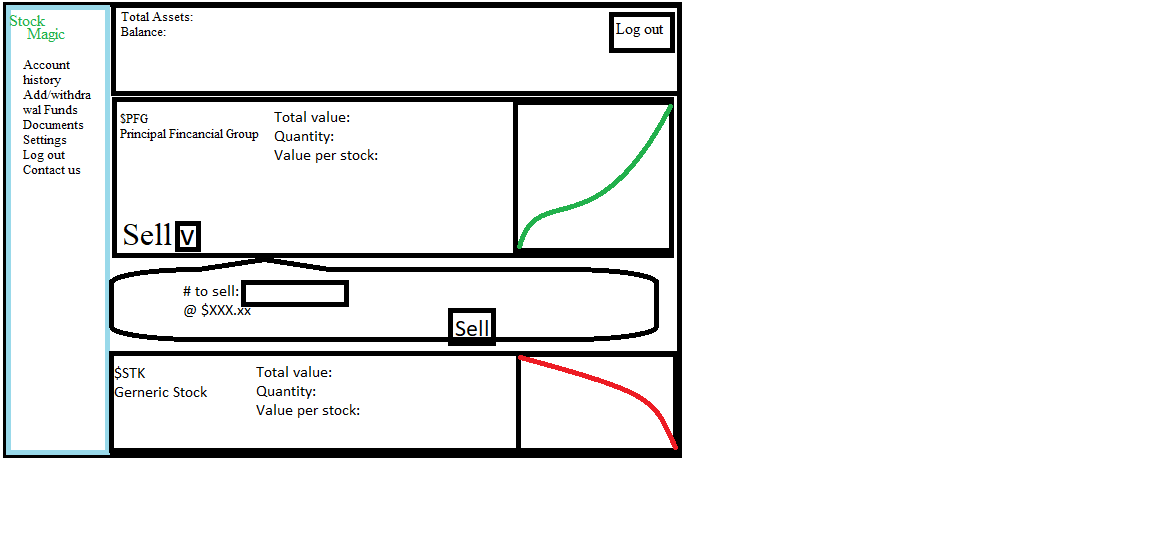 Stock
Magic
Account
history
Add/withdra
wal Funds
Documents
Settings
Log out
Contact us
Total Assets:
Balance:
Log out
$PFG
Principal Fincancial Group
Total value:
Quantity:
Value per stock:
Sell V
# to sell:
@ $XXX.xx
Sell
$STK
Gerneric Stock
Total value:
Quantity:
Value per stock: